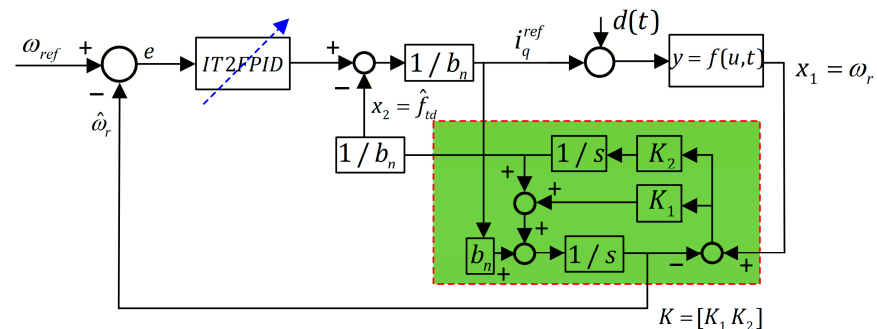 ω_ref + e IT2FPID + 1 / b_n i_q^ref d(t) y = f(u,t) x_1 = ω_r
− ω̂_r − x_2 = f̂_td
1 / b_n 1 / s K_2
+ + K_1
+
b_n + 1 / s − +
K = [K_1 K_2]